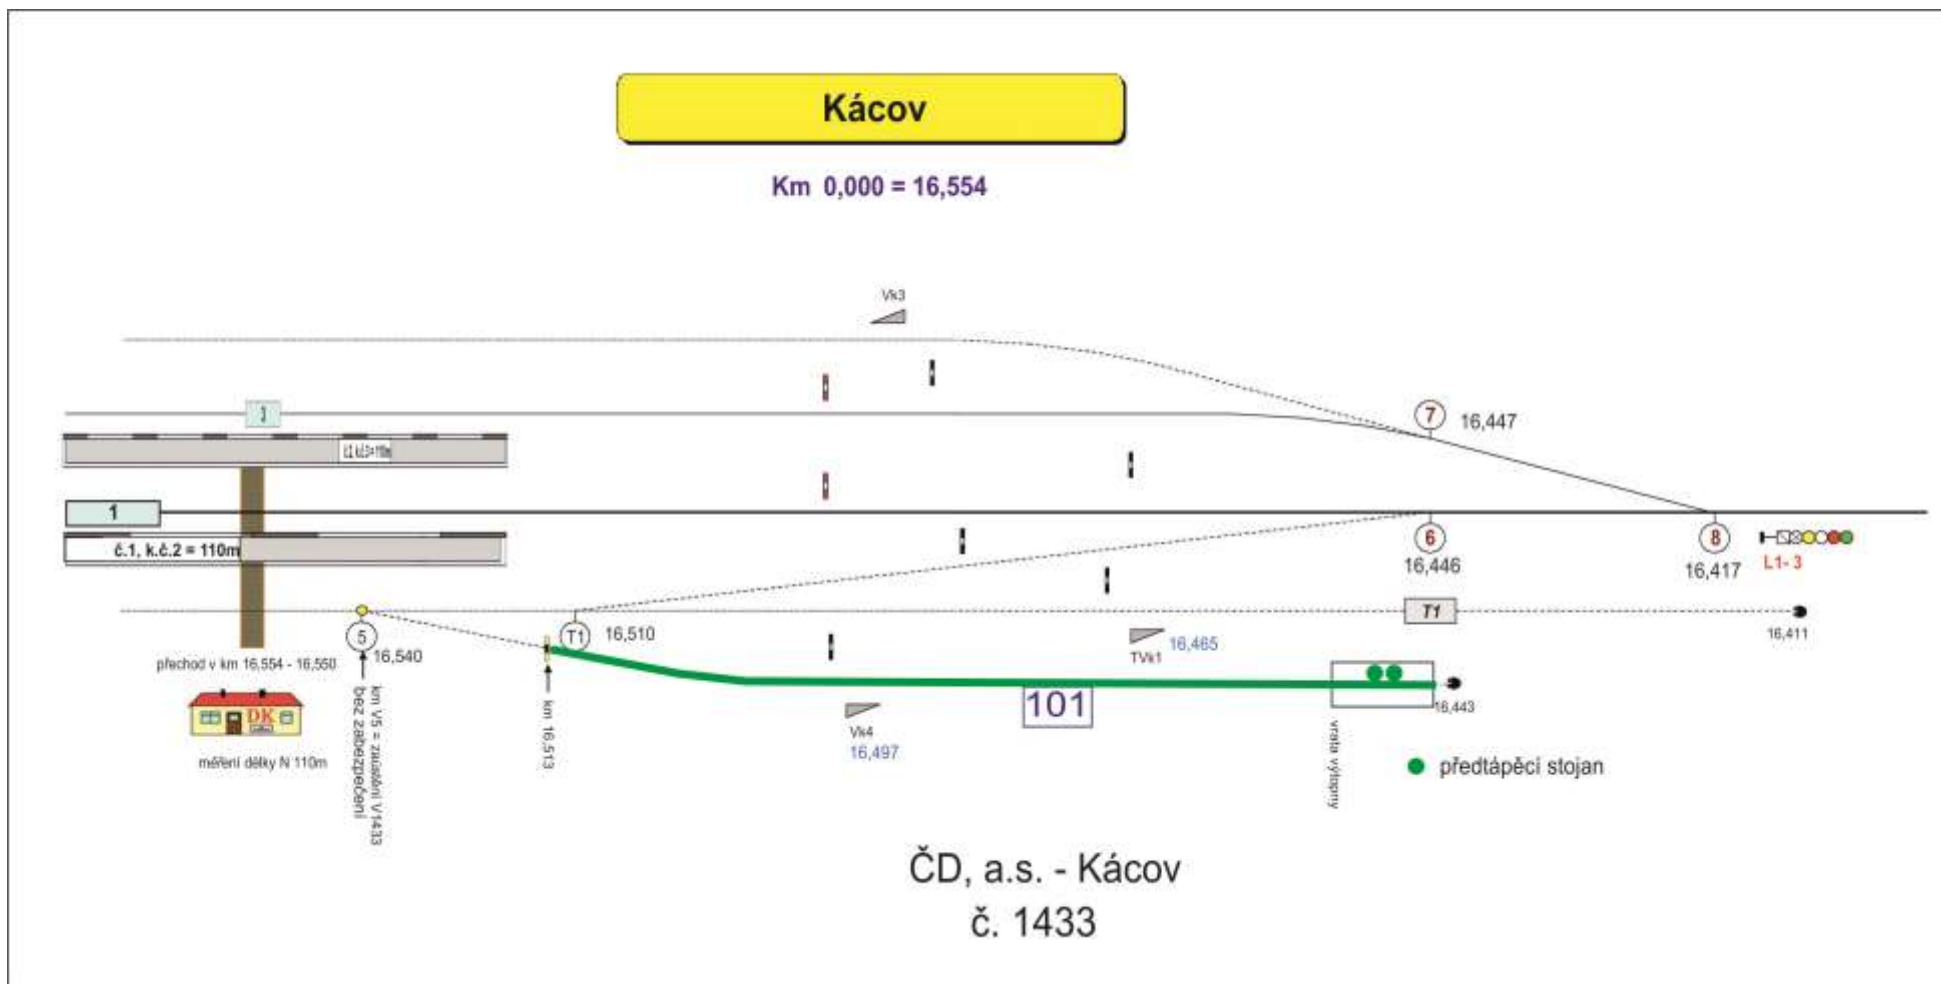 Kácov
Km 0,000 = 16,554
Vk3
3
7
16,447
1
č.1, k.č.2 = 110m
6
16,446
8
16,417
L1- 3
5
16,540
T1
16,510
T1
16,411
přechod v km 16,554 - 16,550
TVk1
16,465
DK
101
16,443
Vk4
16,497
km 16,513
km V5 = zaústění V1433
bez zabezpečení
vrata výtopny
měření délky N 110m
předtápěcí stojan
ČD, a.s. - Kácov
č. 1433